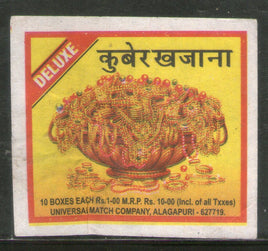 DELUXE
कुबेर खजाना
10 BOXES EACH Rs.1-00 M.R.P. Rs. 10-00 (Incl. of all Txxes)
UNIVERSAL MATCH COMPANY, ALAGAPURI - 627719.